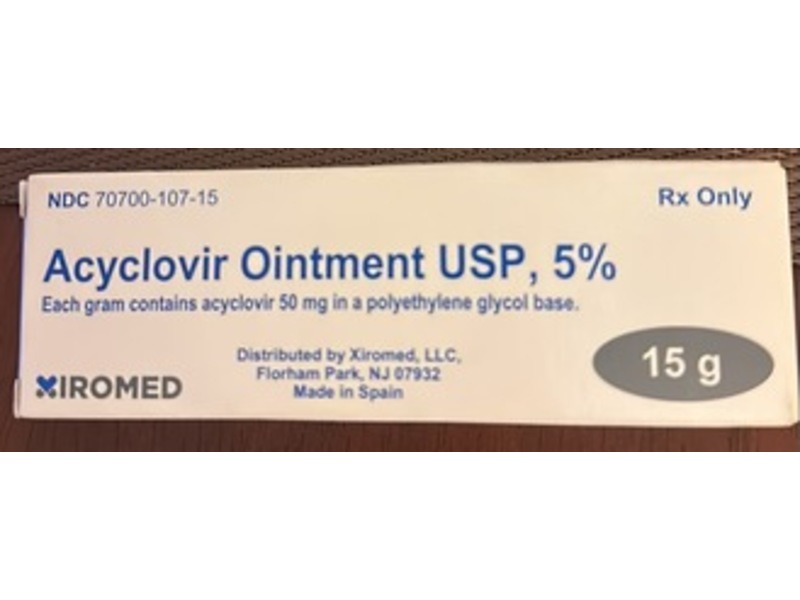 NDC 70700-107-15
Rx Only
Acyclovir Ointment USP, 5%
Each gram contains acyclovir 50 mg in a polyethylene glycol base.
Distributed by Xiromed, LLC,
Florham Park, NJ 07932
Made in Spain
XIROMED
15 g